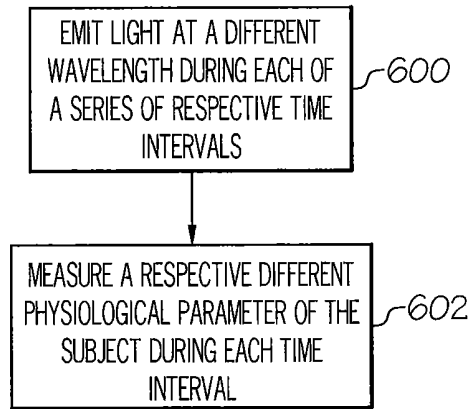 EMIT LIGHT AT A DIFFERENT
WAVELENGTH DURING EACH OF
A SERIES OF RESPECTIVE TIME
INTERVALS
600
MEASURE A RESPECTIVE DIFFERENT
PHYSIOLOGICAL PARAMETER OF THE
SUBJECT DURING EACH TIME
INTERVAL
602